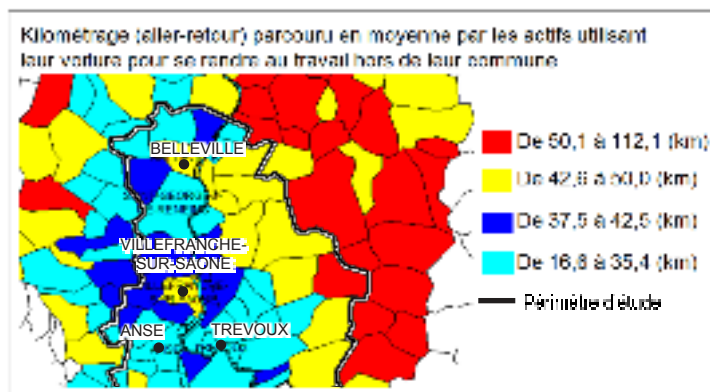 Kilométrage (aller-retour) parcouru en moyenne par les actifs utilisant
leur voiture pour se rendre au travail hors de leur commune
BELLEVILLE
VILLEFRANCHE-
SUR-SAONE
ANSE
TREVOUX
De 50,1 à 112,1 (km)
De 42,6 à 50,0 (km)
De 37,5 à 42,5 (km)
De 16,6 à 35,4 (km)
Périmètre d'étude